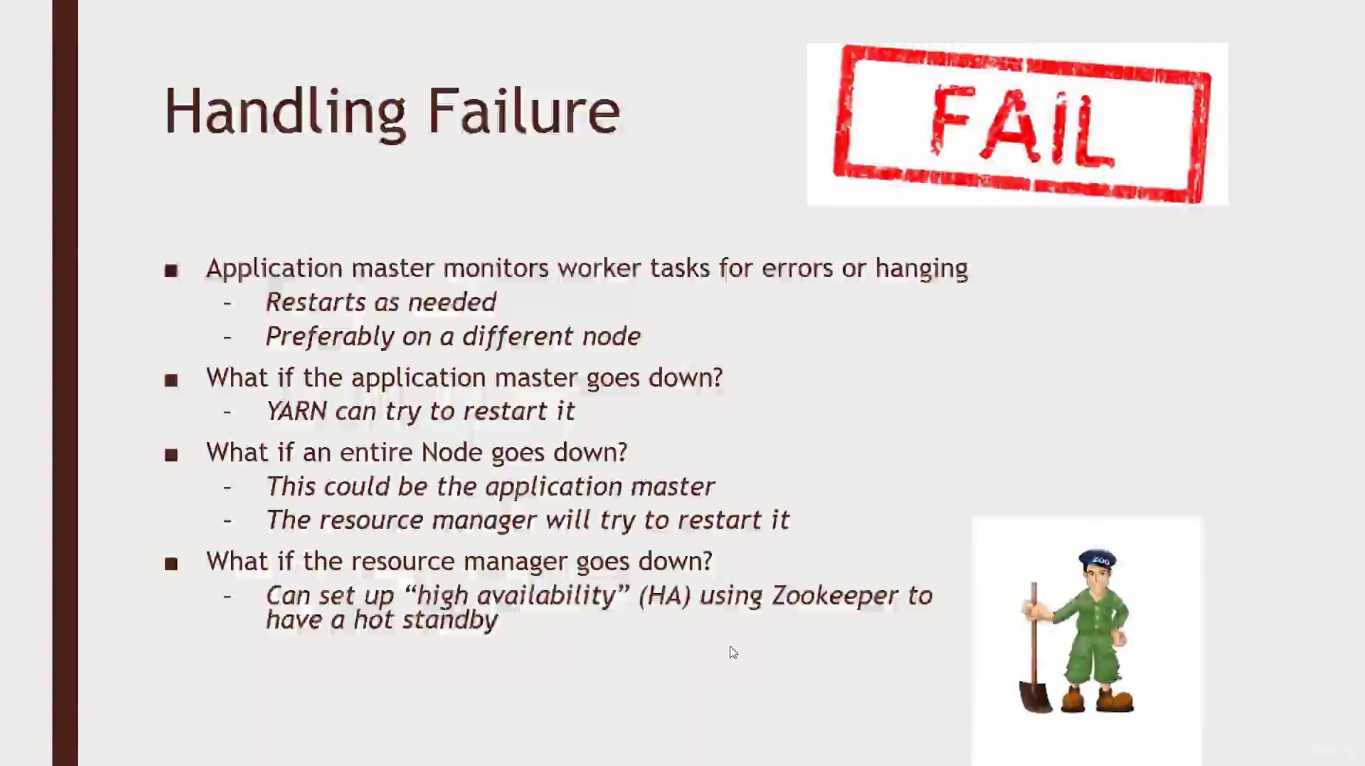 Handling Failure
FAIL
■ Application master monitors worker tasks for errors or hanging
- Restarts as needed
- Preferably on a different node
■ What if the application master goes down?
- YARN can try to restart it
■ What if an entire Node goes down?
- This could be the application master
- The resource manager will try to restart it
■ What if the resource manager goes down?
- Can set up “high availability” (HA) using Zookeeper to
have a hot standby
ZOO